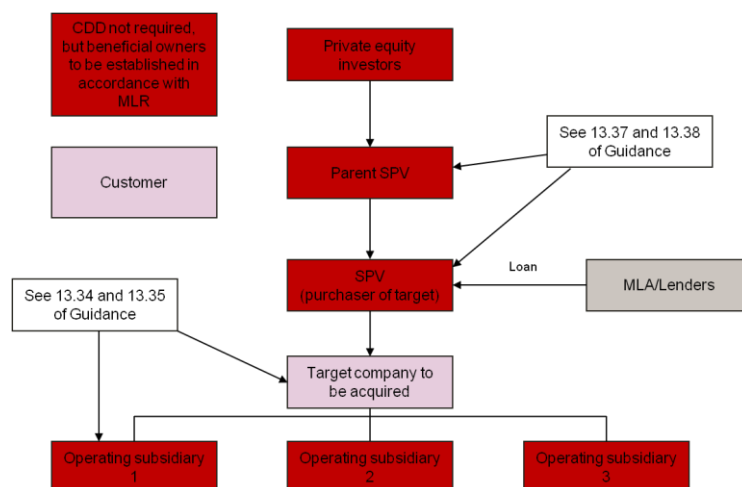 CDD not required,
but beneficial owners
to be established in
accordance with
MLR
Private equity
investors
See 13.37 and 13.38
of Guidance
Customer
Parent SPV
Loan
SPV
(purchaser of target)
MLA/Lenders
See 13.34 and 13.35
of Guidance
Target company to
be acquired
Operating subsidiary
1
Operating subsidiary
2
Operating subsidiary
3